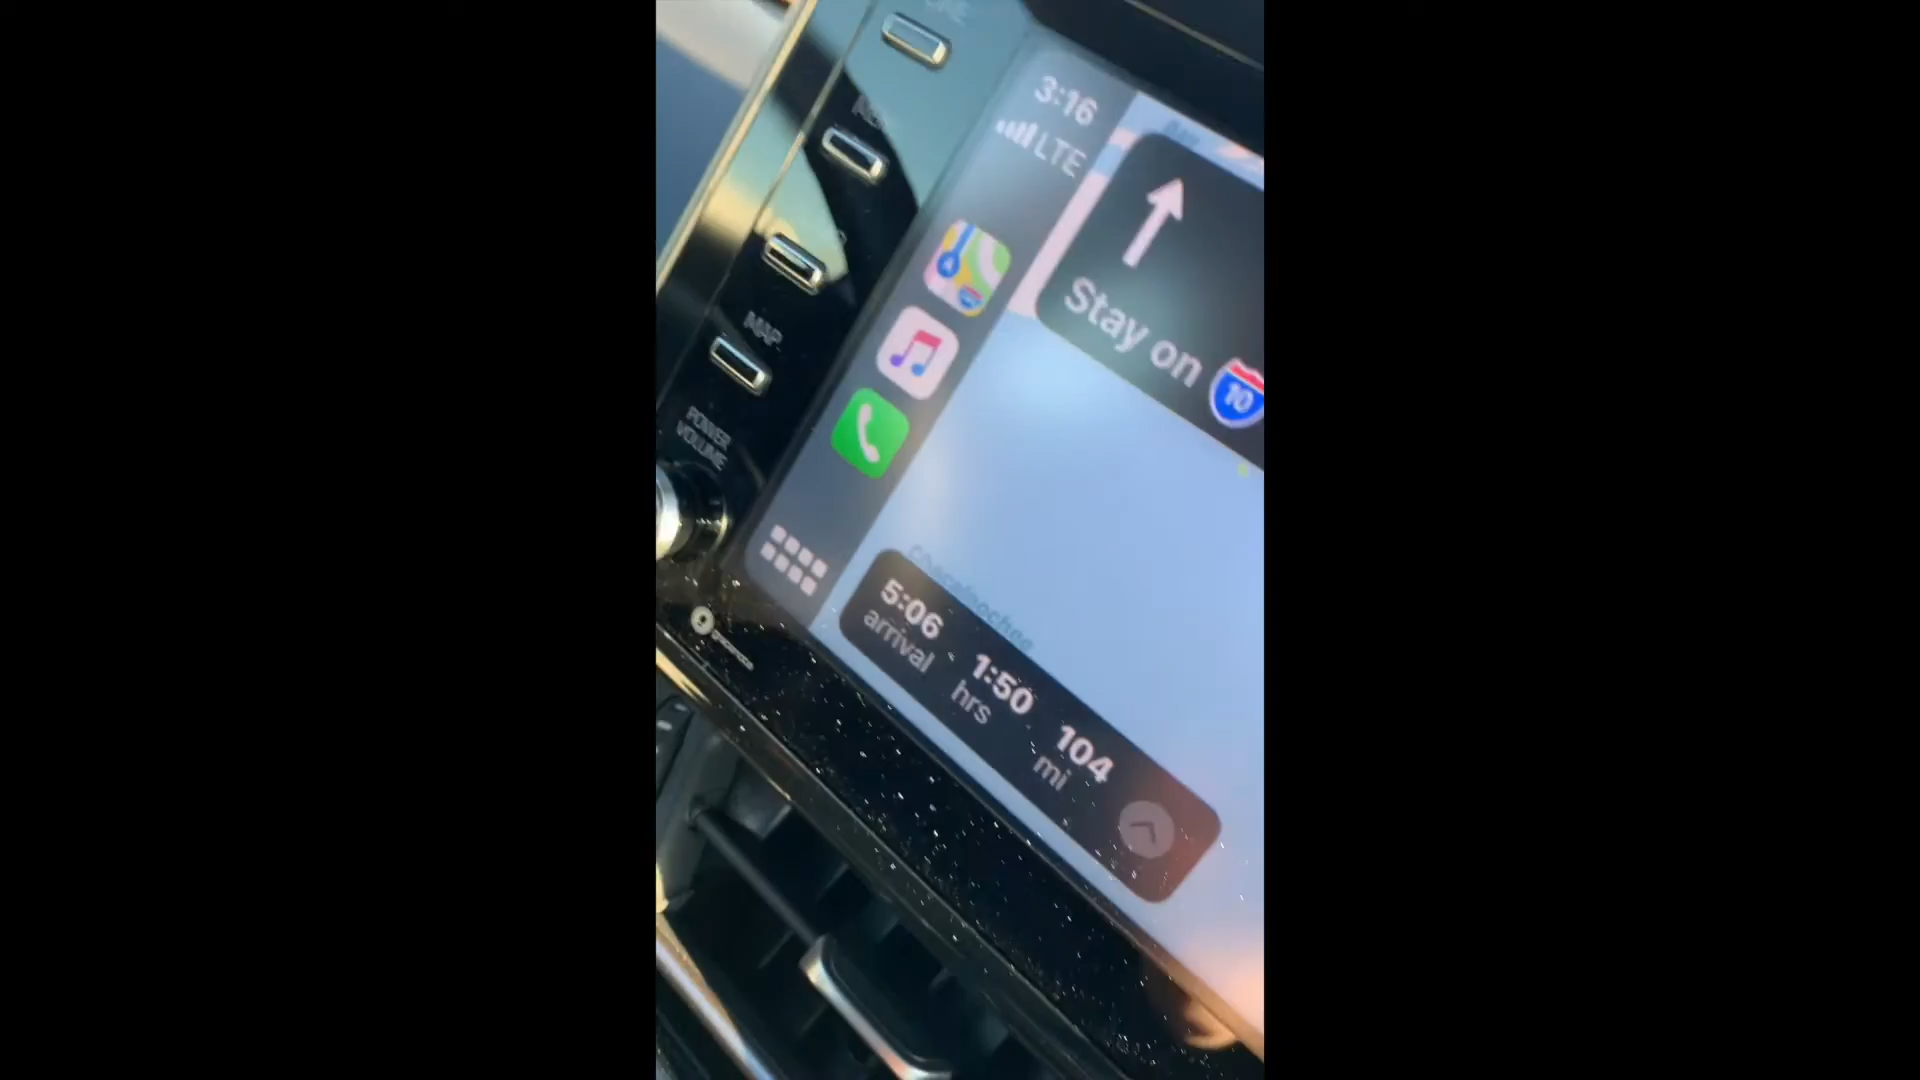 3:16
LTE
Stay on
10
MAP
POWER
VOLUME
5:06
arrival
1:50
hrs
104
mi